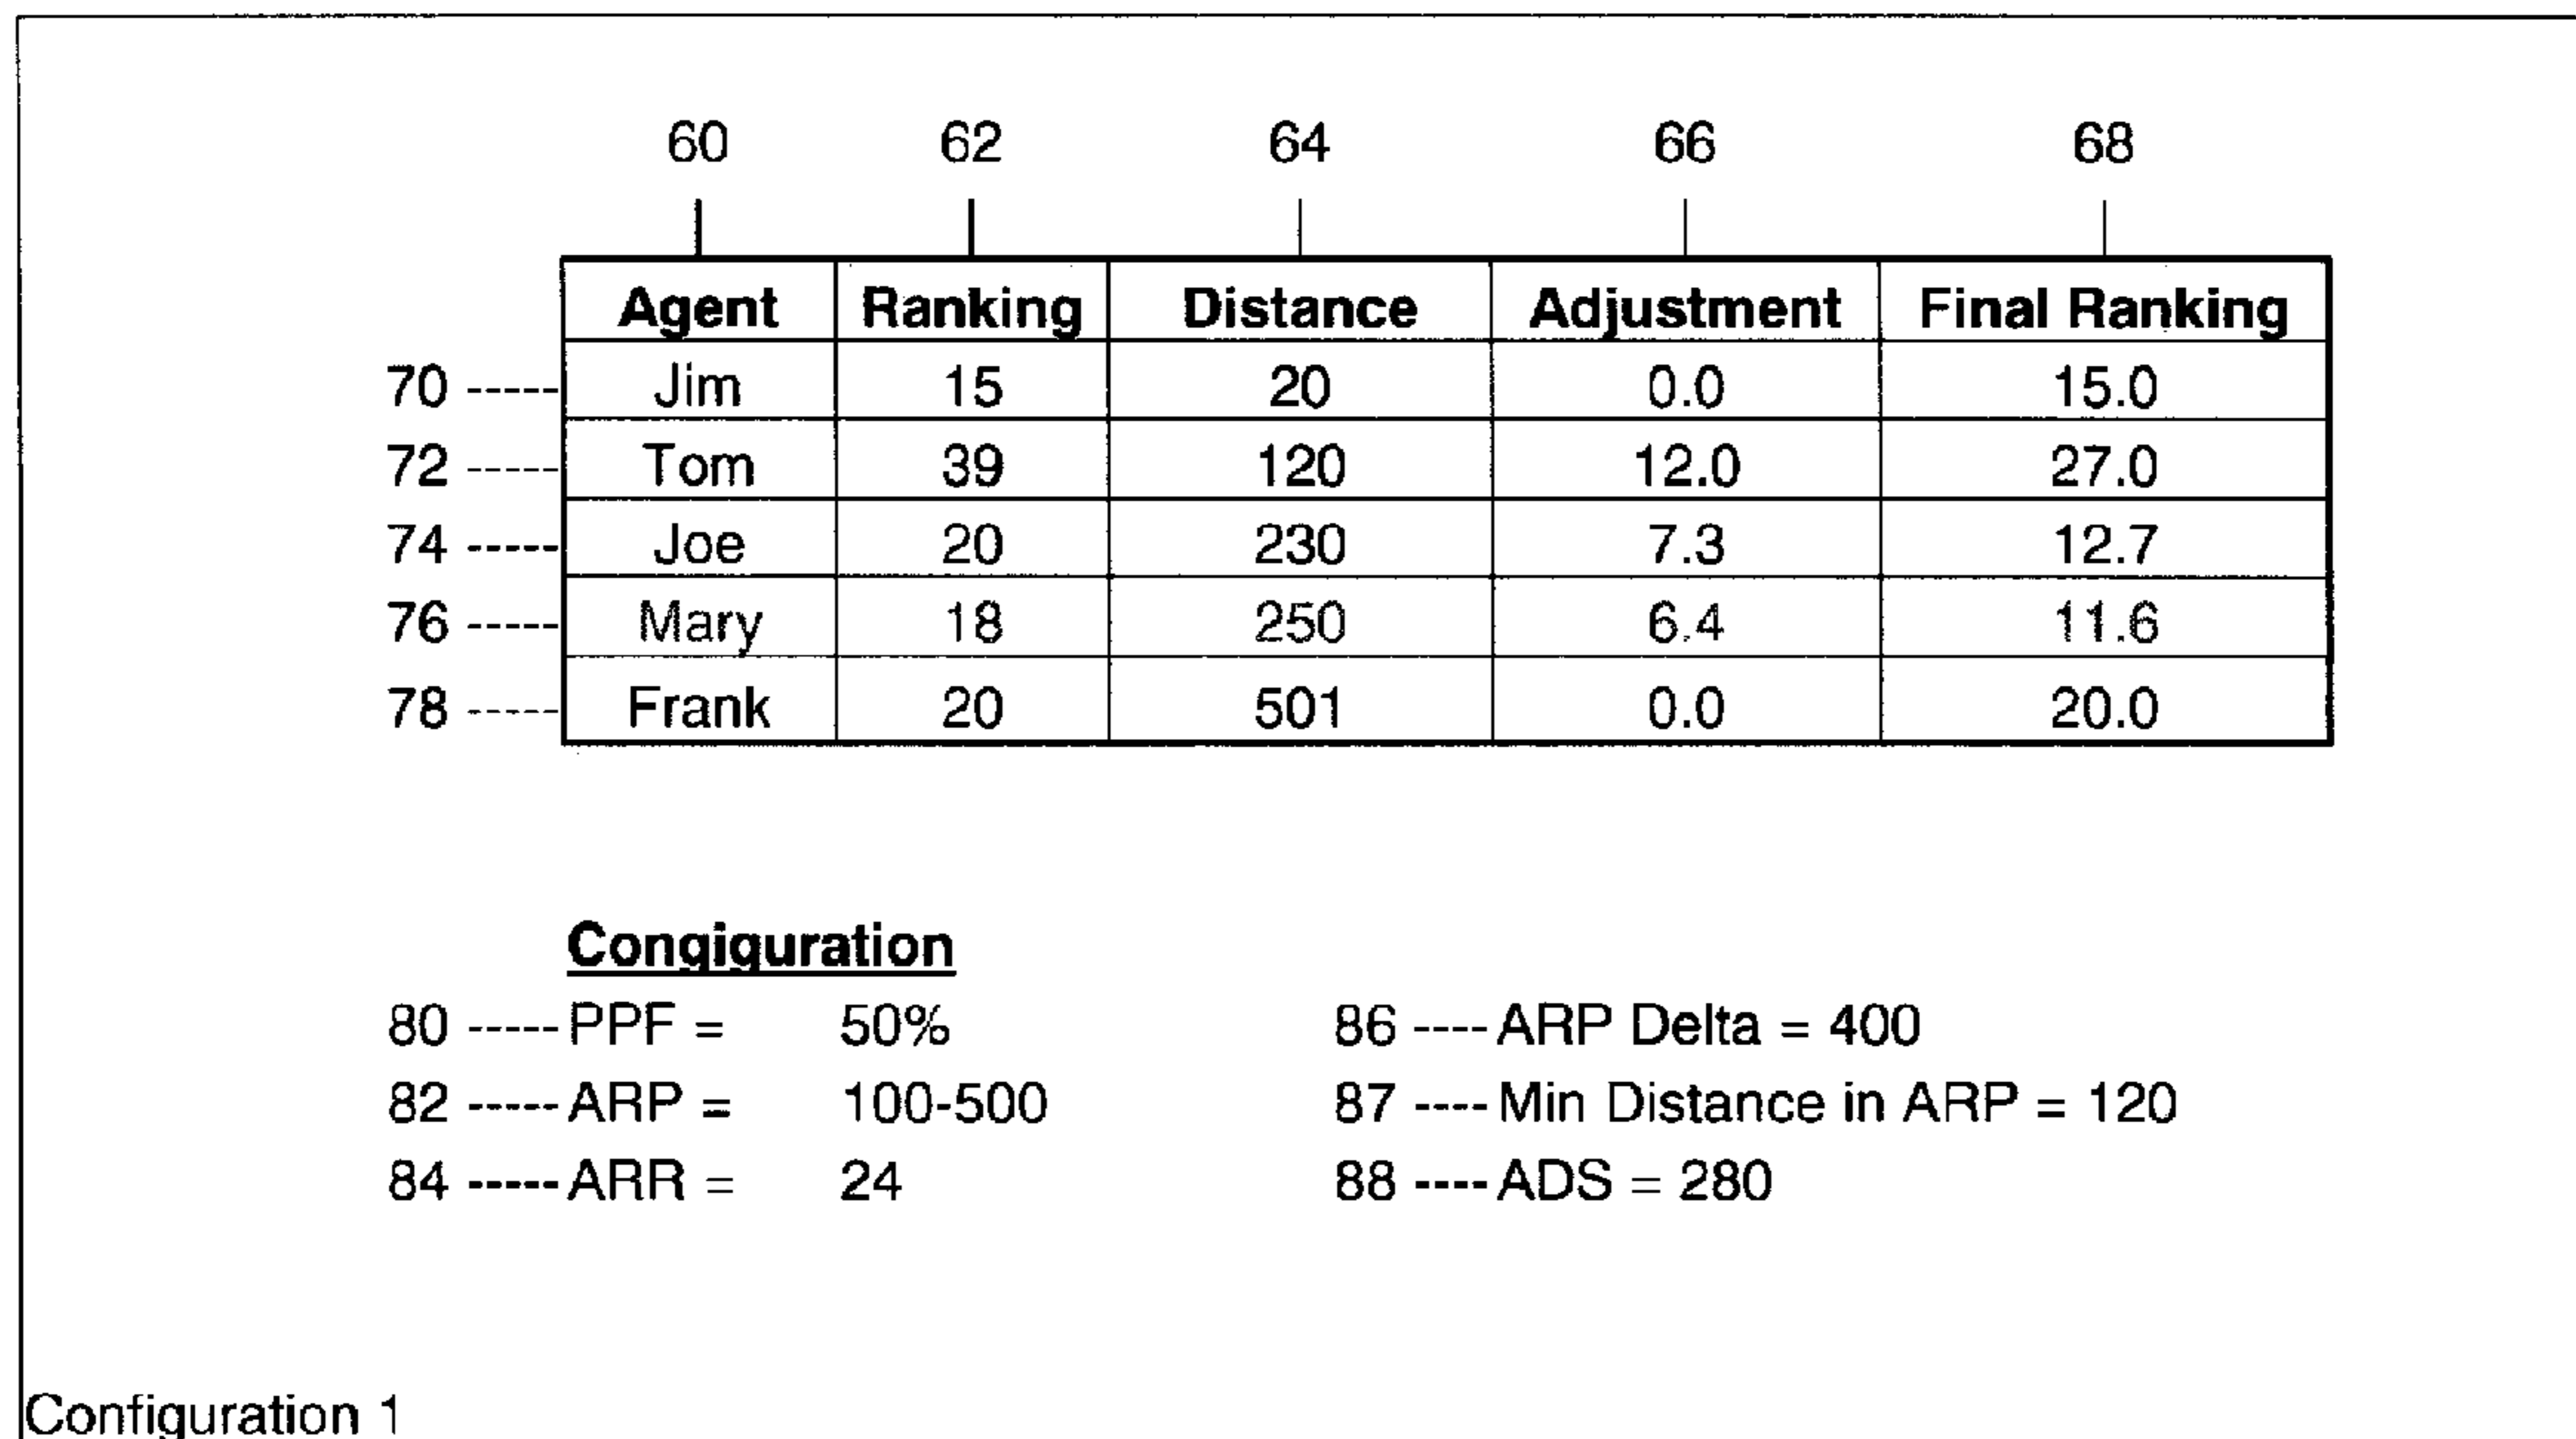 60 62 64 66 68
Agent Ranking Distance Adjustment Final Ranking
70 ----- Jim 15 20 0.0 15.0
72 ----- Tom 39 120 12.0 27.0
74 ----- Joe 20 230 7.3 12.7
76 ----- Mary 18 250 6.4 11.6
78 ----- Frank 20 501 0.0 20.0
Congiguration
80 ----- PPF = 50% 86 ---- ARP Delta = 400
82 ----- ARP = 100-500 87 ---- Min Distance in ARP = 120
84 ----- ARR = 24 88 ---- ADS = 280
Configuration 1